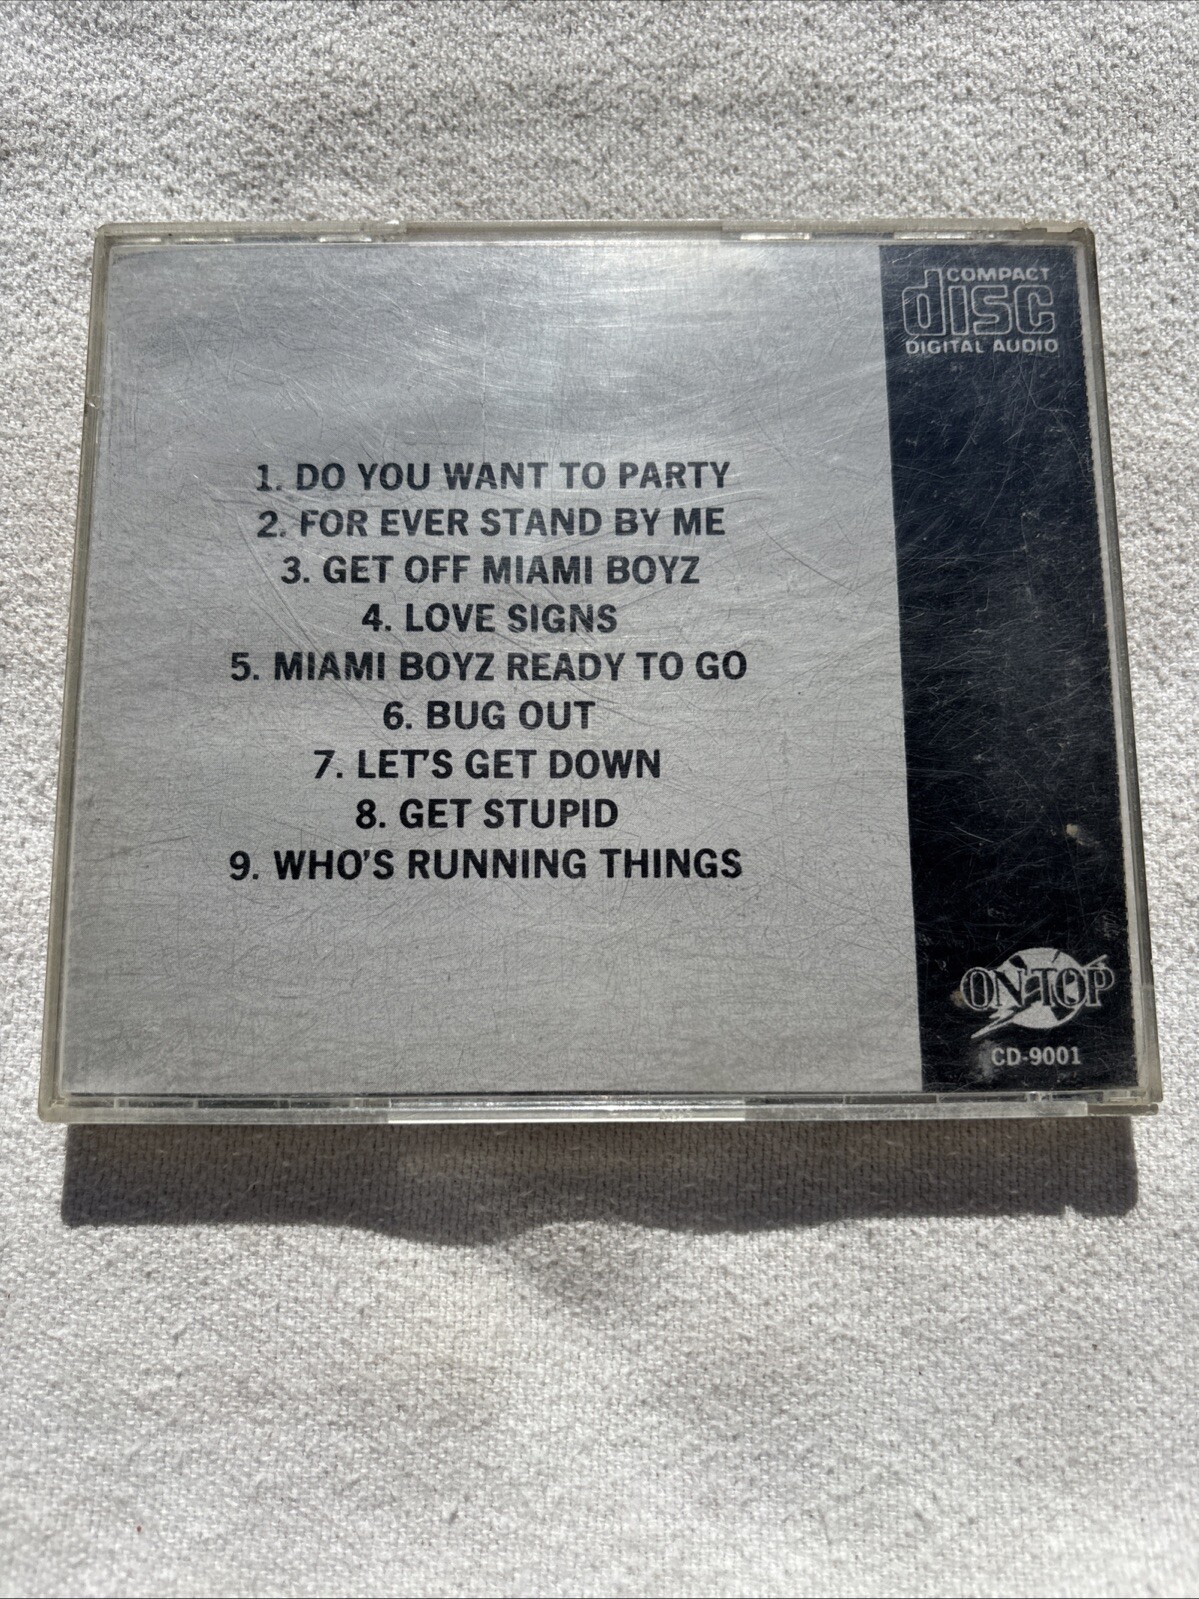 COMPACT
disc
DIGITAL AUDIO
1. DO YOU WANT TO PARTY
2. FOR EVER STAND BY ME
3. GET OFF MIAMI BOYZ
4. LOVE SIGNS
5. MIAMI BOYZ READY TO GO
6. BUG OUT
7. LET'S GET DOWN
8. GET STUPID
9. WHO'S RUNNING THINGS
ON TOP
CD-9001